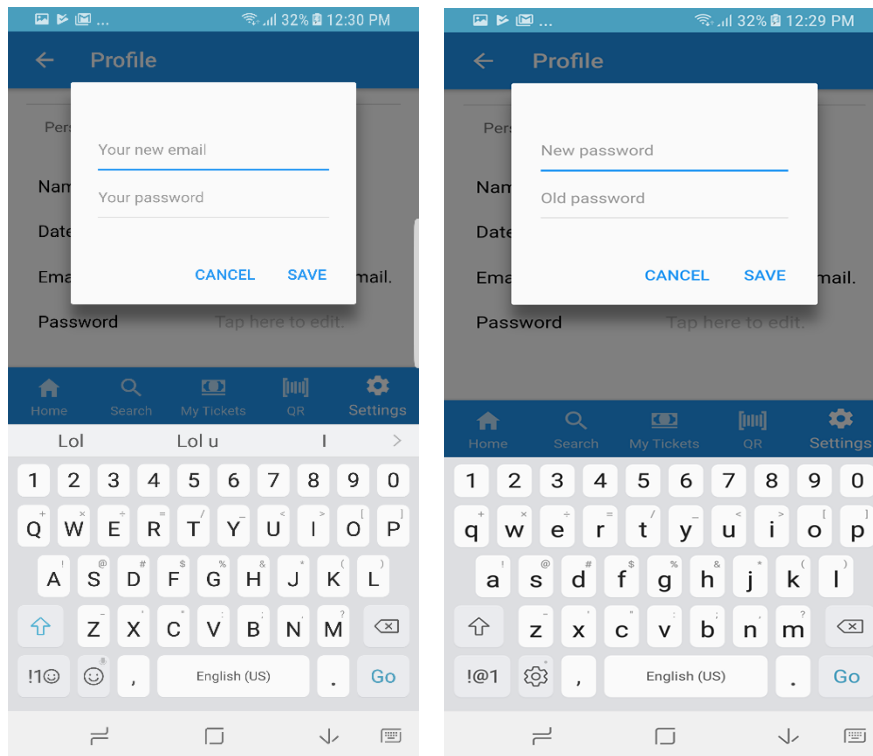 ... 32% 12:30 PM
Profile
Pers
Your new email
Nam
Your password
Date
Ema mail.
CANCEL SAVE
Password Tap here to edit.
Home Search My Tickets QR Settings
Lol Lol u I >
1 2 3 4 5 6 7 8 9 0
+ × ÷ = / _ < > [ ]
Q W E R T Y U I O P
! @ # $ % & * ( )
A S D F G H J K L
- ' " : ; , ?
Z X C V B N M
!1☺ , English (US) . Go
... 32% 12:29 PM
Profile
Pers
New password
Nam
Old password
Date
Ema mail.
CANCEL SAVE
Password Tap here to edit.
Home Search My Tickets QR Settings
1 2 3 4 5 6 7 8 9 0
+ × ÷ = / _ < > [ ]
q w e r t y u i o p
! @ # $ % & * ( )
a s d f g h j k l
- ' " : ; , ?
z x c v b n m
!@1 , English (US) . Go